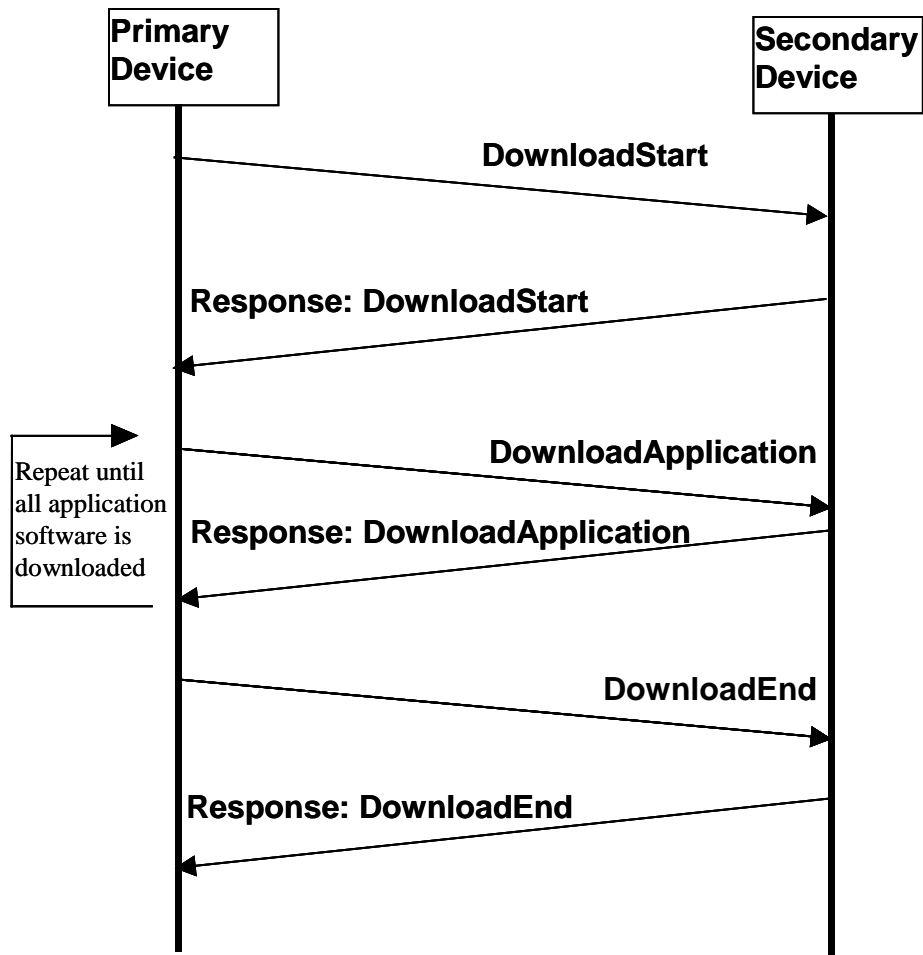 Primary
Device
Secondary
Device
DownloadStart
Response: DownloadStart
DownloadApplication
Repeat until
all application
software is
downloaded
Response: DownloadApplication
DownloadEnd
Response: DownloadEnd